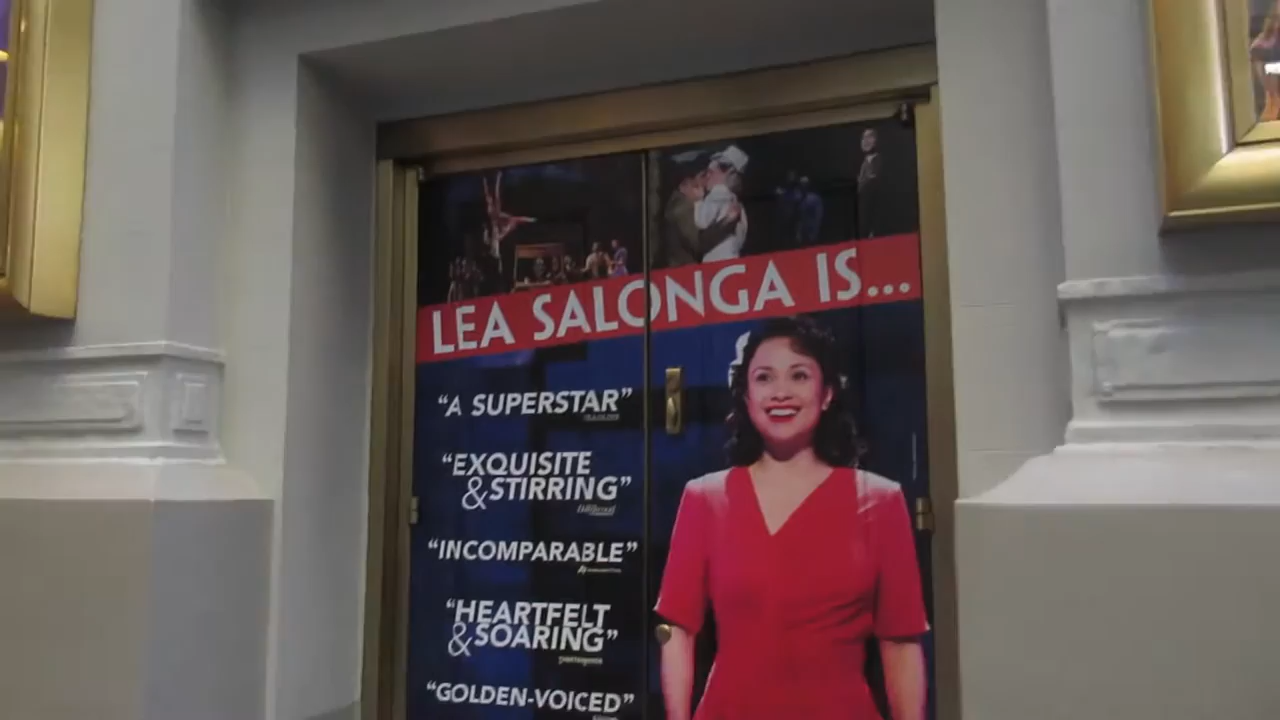 LEA SALONGA IS...
“A SUPERSTAR”
“EXQUISITE
&STIRRING”
“INCOMPARABLE”
“HEARTFELT
&SOARING”
“GOLDEN-VOICED”